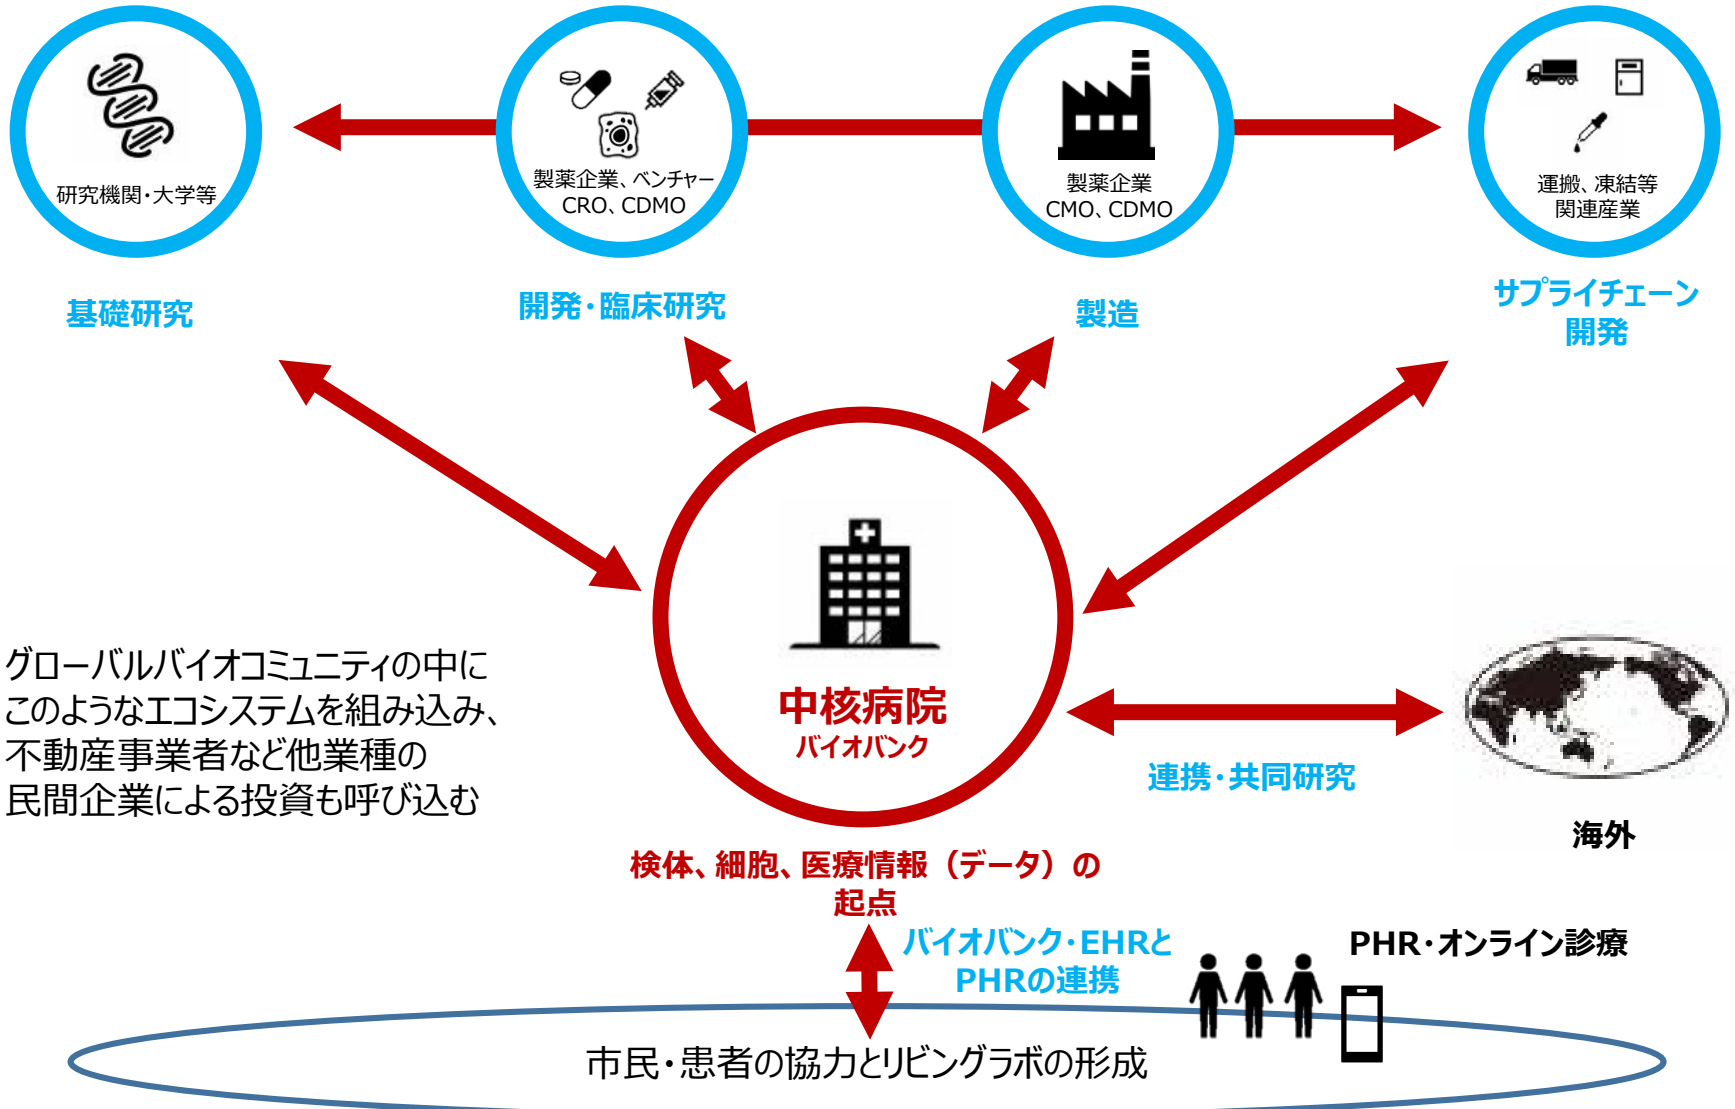 研究機関・大学等
製薬企業、ベンチャー
CRO、CDMO
製薬企業
CMO、CDMO
運搬、凍結等
関連産業
基礎研究
開発・臨床研究
製造
サプライチェーン
開発
グローバルバイオコミュニティの中に
このようなエコシステムを組み込み、
不動産事業者など他業種の
民間企業による投資も呼び込む
中核病院
バイオバンク
連携・共同研究
海外
検体、細胞、医療情報（データ）の
起点
バイオバンク・EHRと
PHRの連携
PHR・オンライン診療
市民・患者の協力とリビングラボの形成